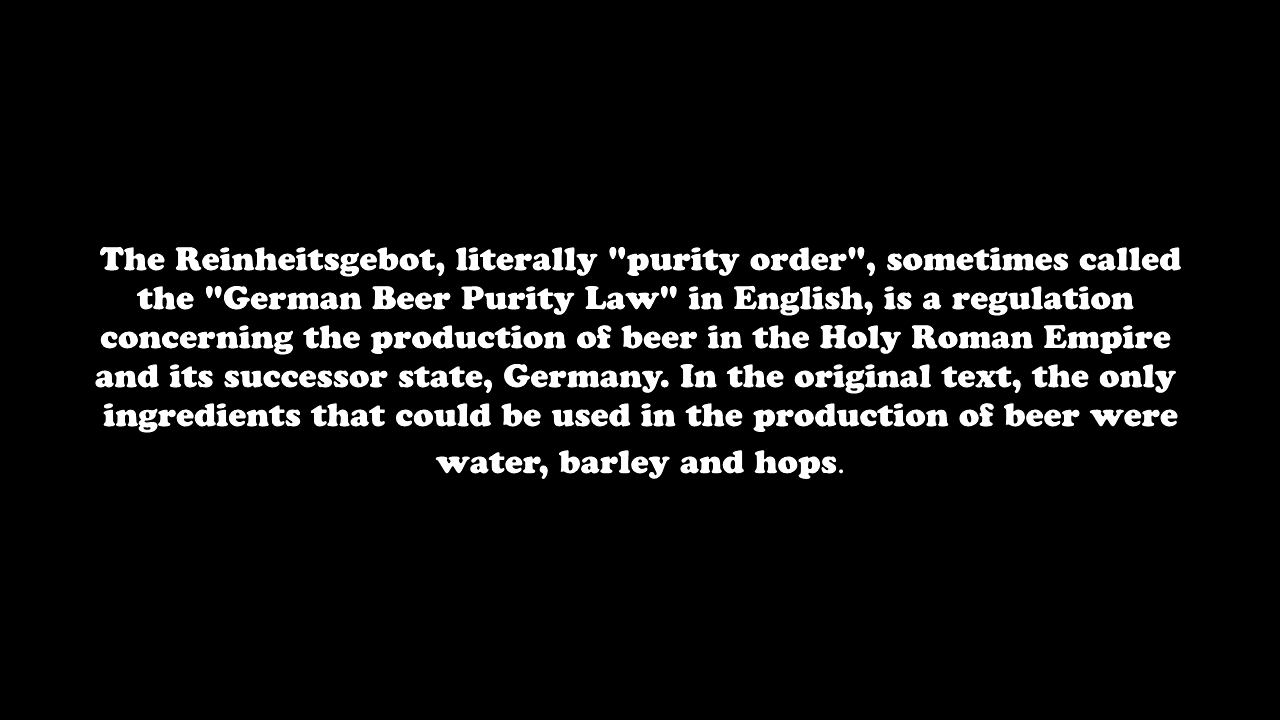 The Reinheitsgebot, literally "purity order", sometimes called
the "German Beer Purity Law" in English, is a regulation
concerning the production of beer in the Holy Roman Empire
and its successor state, Germany. In the original text, the only
ingredients that could be used in the production of beer were
water, barley and hops.